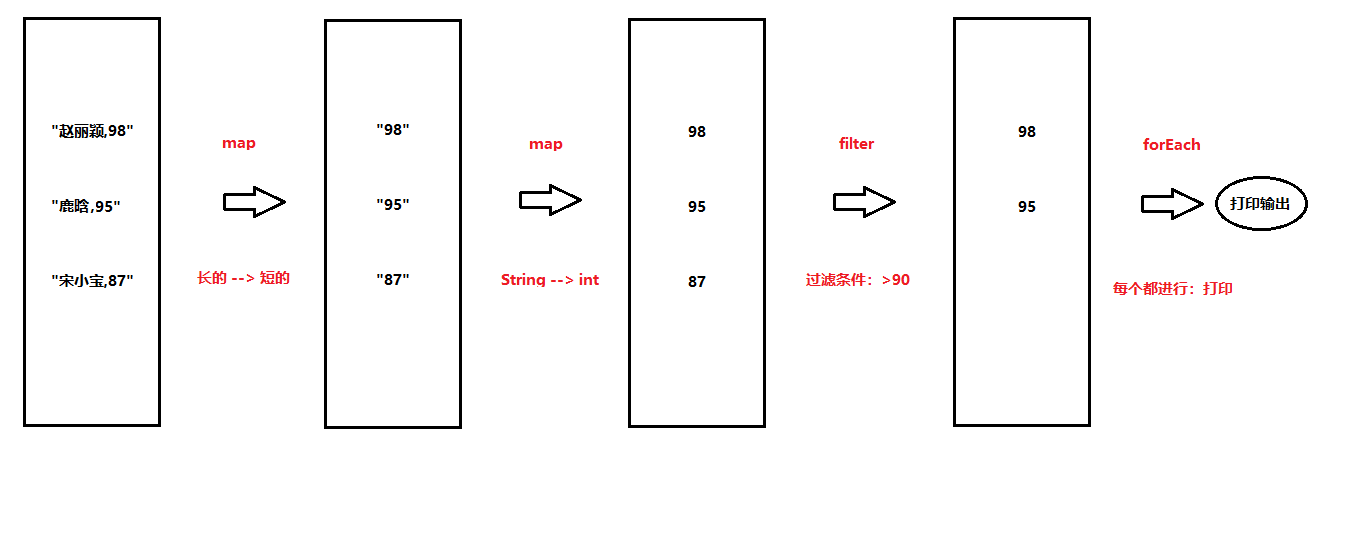 "赵丽颖,98"
"鹿晗,95"
"宋小宝,87"
map
长的 --> 短的
"98"
"95"
"87"
map
String --> int
98
95
87
filter
过滤条件：>90
98
95
forEach
每个都进行：打印
打印输出